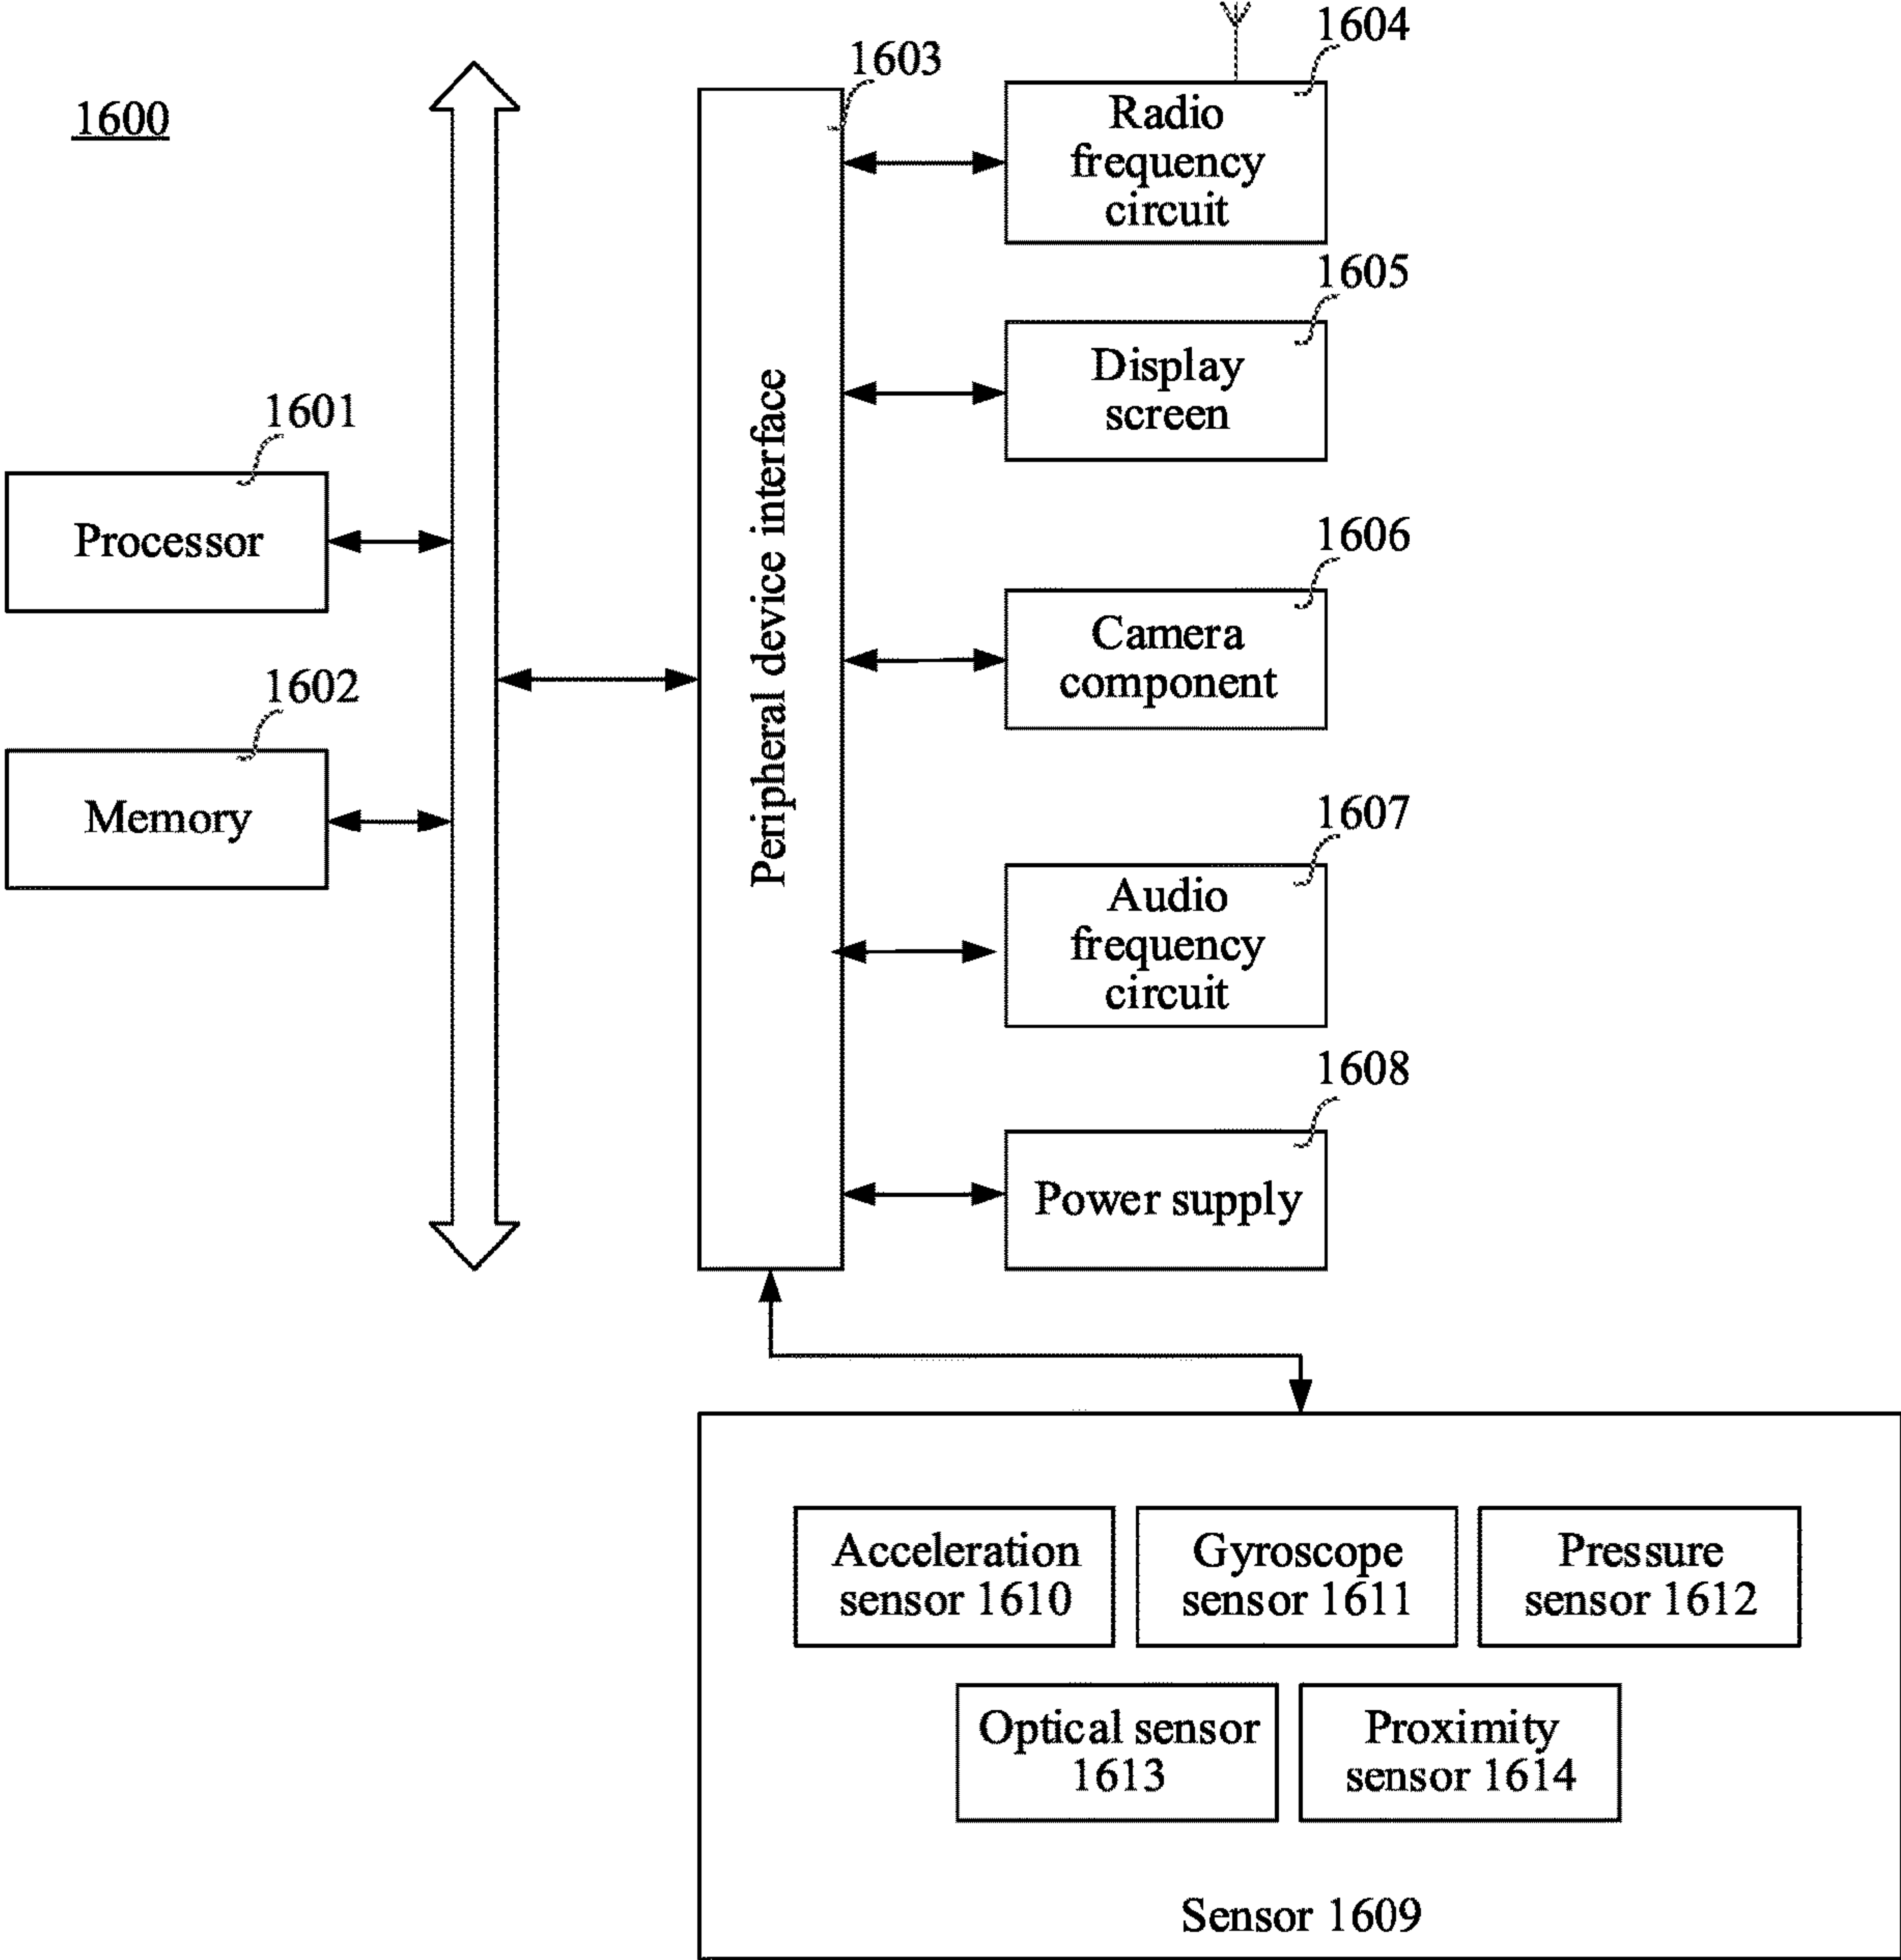 1600
1601
Processor
1602
Memory
1603
Peripheral device interface
1604
Radio
frequency
circuit
1605
Display
screen
1606
Camera
component
1607
Audio
frequency
circuit
1608
Power supply
Acceleration
sensor 1610
Gyroscope
sensor 1611
Pressure
sensor 1612
Optical sensor
1613
Proximity
sensor 1614
Sensor 1609